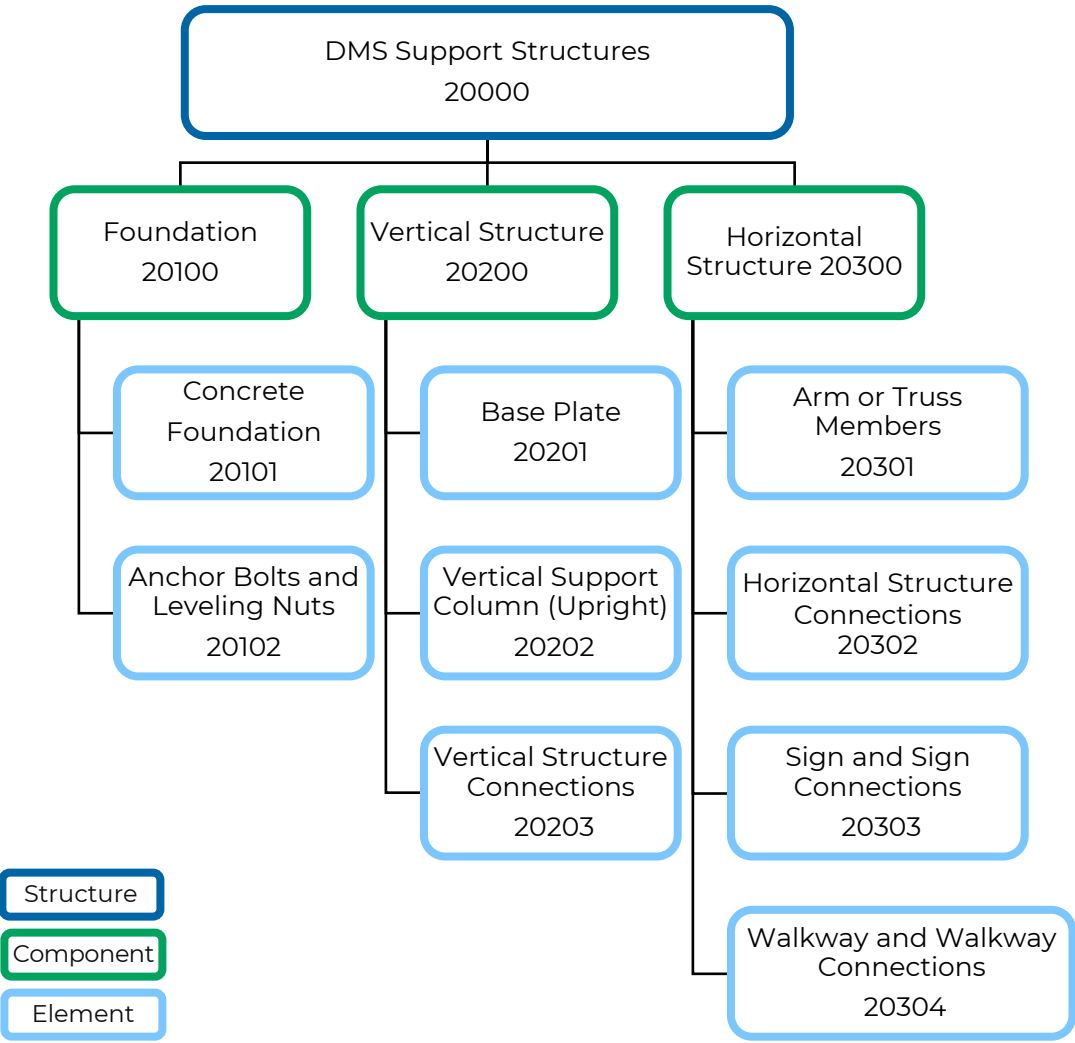 DMS Support Structures
20000
Foundation
20100
Vertical Structure
20200
Horizontal
Structure 20300
Concrete
Foundation
20101
Base Plate
20201
Arm or Truss
Members
20301
Anchor Bolts and
Leveling Nuts
20102
Vertical Support
Column (Upright)
20202
Horizontal Structure
Connections
20302
Vertical Structure
Connections
20203
Sign and Sign
Connections
20303
Walkway and Walkway
Connections
20304
Structure
Component
Element